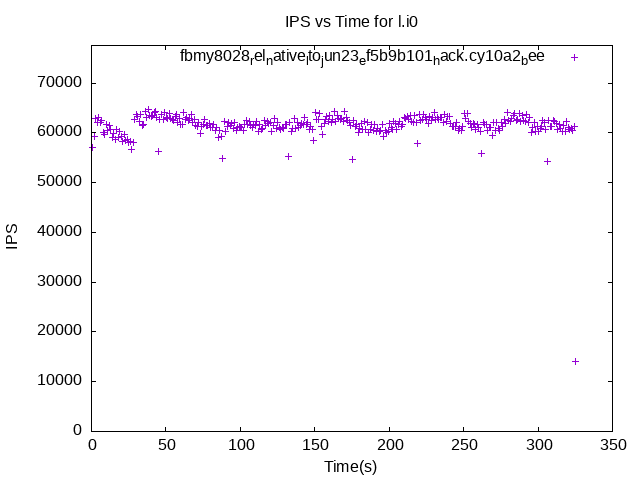 IPS vs Time for l.i0
fbmy8028relnativeltojun23ef5b9b101hack.cy10a2bee
70000
60000
50000
40000
30000
20000
10000
0
IPS
0 50 100 150 200 250 300 350
Time(s)